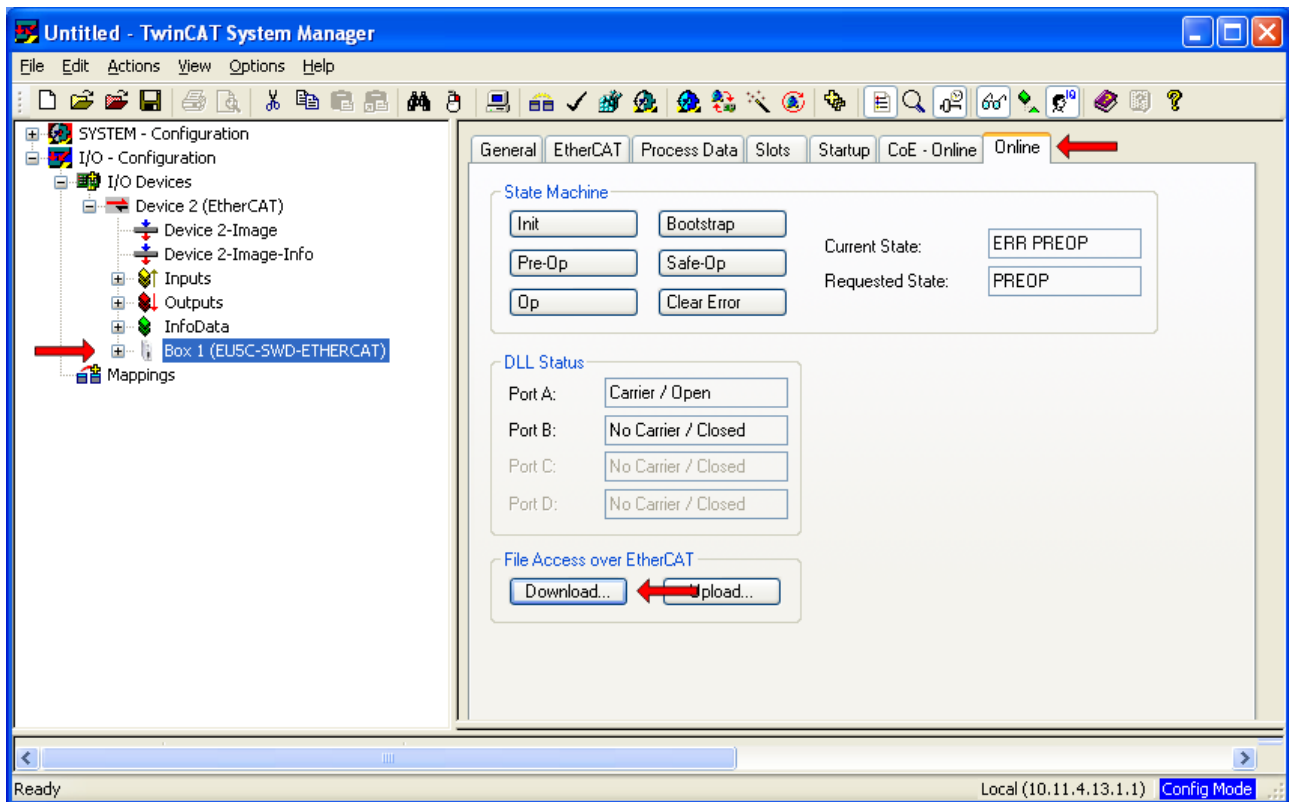 Untitled - TwinCAT System Manager
File Edit Actions View Options Help
SYSTEM - Configuration
I/O - Configuration
I/O Devices
Device 2 (EtherCAT)
Device 2-Image
Device 2-Image-Info
Inputs
Outputs
InfoData
Box 1 (EU5C-SWD-ETHERCAT)
Mappings
General EtherCAT Process Data Slots Startup CoE - Online Online
State Machine
Init Bootstrap
Pre-Op Safe-Op
Op Clear Error
Current State: ERR PREOP
Requested State: PREOP
DLL Status
Port A: Carrier / Open
Port B: No Carrier / Closed
Port C: No Carrier / Closed
Port D: No Carrier / Closed
File Access over EtherCAT
Download... Upload...
Ready Local (10.11.4.13.1.1) Config Mode